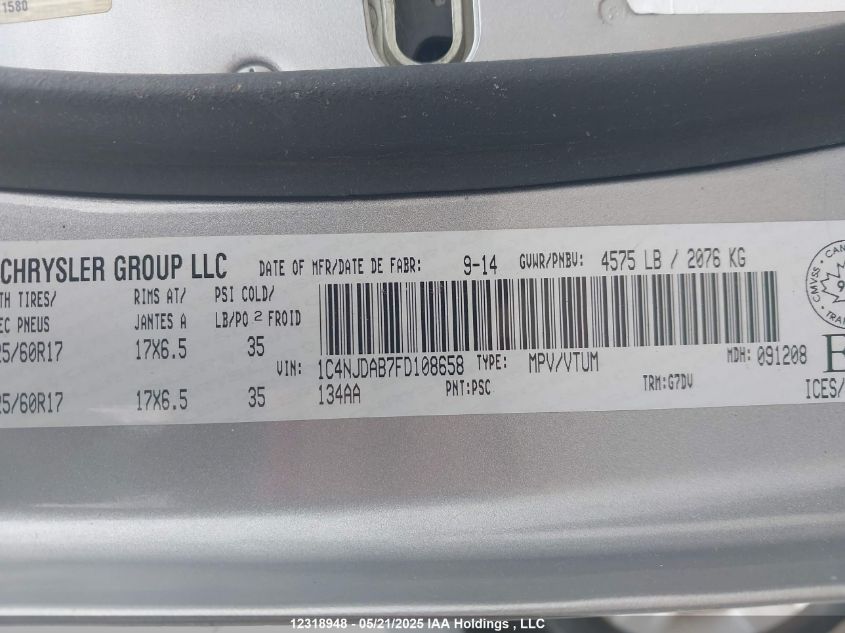 1580
CHRYSLER GROUP LLC DATE OF MFR/DATE DE FABR: 9-14 GVWR/PNBV: 4575 LB / 2076 KG
TH TIRES/ RIMS AT/ PSI COLD/
EC PNEUS JANTES A LB/PO 2 FROID
25/60R17 17X6.5 35
VIN: 1C4NJDAB7FD108658 TYPE: MPV/VTUM MDH: 091208
25/60R17 17X6.5 35 134AA PNT:PSC TRM:G7DV ICES/
CMVSS
12318948 - 05/21/2025 IAA Holdings , LLC